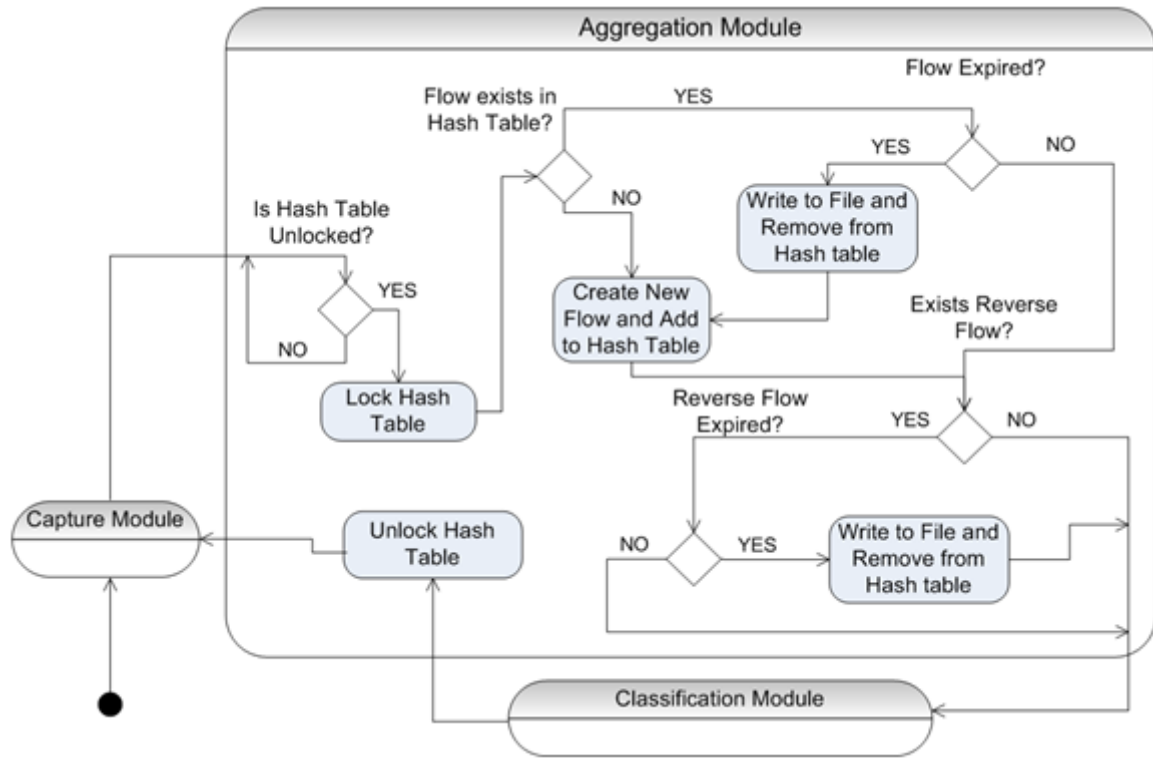 Aggregation Module
Flow Expired?
Flow exists in
Hash Table?
YES
YES
NO
NO
Write to File and
Remove from
Hash table
Is Hash Table
Unlocked?
YES
NO
Create New
Flow and Add
to Hash Table
Exists Reverse
Flow?
Lock Hash
Table
Reverse Flow
Expired?
YES
NO
Capture Module
Unlock Hash
Table
NO
YES
Write to File and
Remove from
Hash table
Classification Module